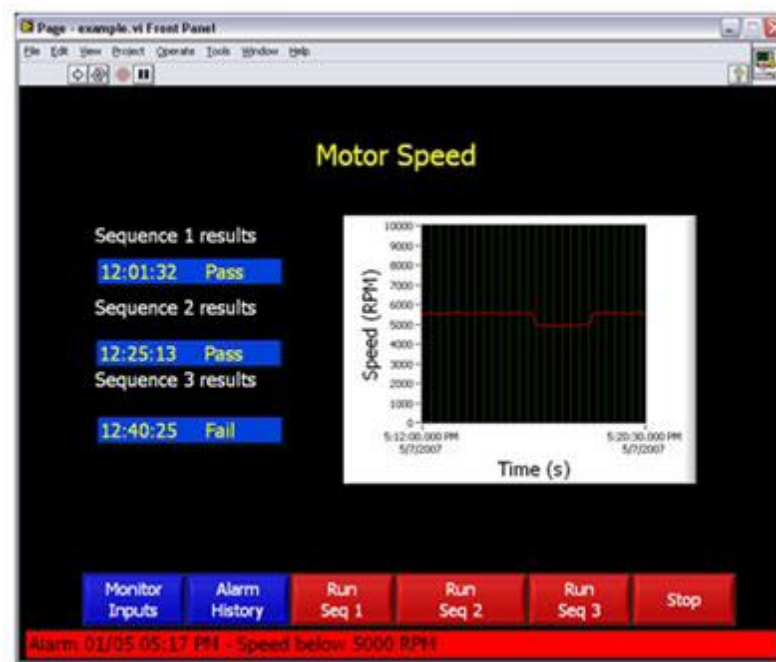 Page - example.vi Front Panel
File Edit View Project Operate Tools Window Help
Motor Speed
Sequence 1 results
12:01:32 Pass
Sequence 2 results
12:25:13 Pass
Sequence 3 results
12:40:25 Fail
Speed (RPM)
10000
9000
8000
7000
6000
5000
4000
3000
2000
1000
0
5:12:00.000 PM
5/7/2007
5:20:30.000 PM
5/7/2007
Time (s)
Monitor Inputs
Alarm History
Run Seq 1
Run Seq 2
Run Seq 3
Stop
Alarm 01/05 05:17 PM - Speed below 5000 RPM